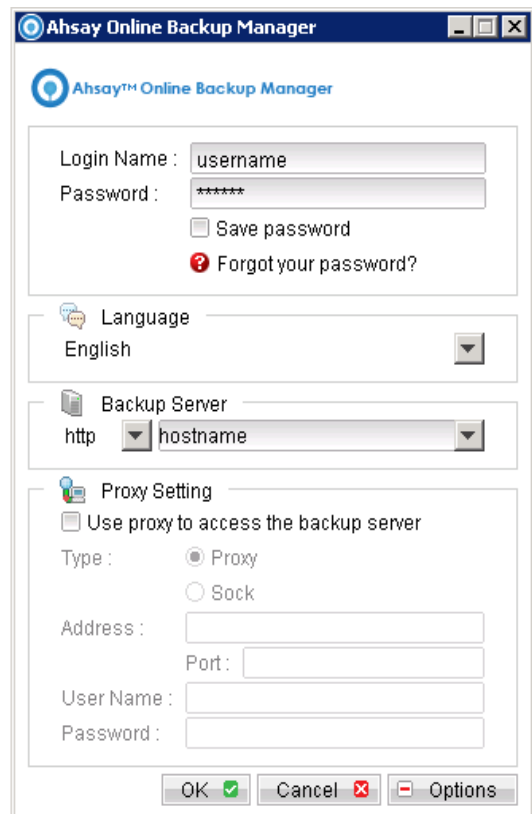 Ahsay Online Backup Manager
Ahsay™ Online Backup Manager
Login Name : username
Password : ******
Save password
Forgot your password?
Language
English
Backup Server
http hostname
Proxy Setting
Use proxy to access the backup server
Type : Proxy
Sock
Address :
Port :
User Name :
Password :
OK Cancel Options